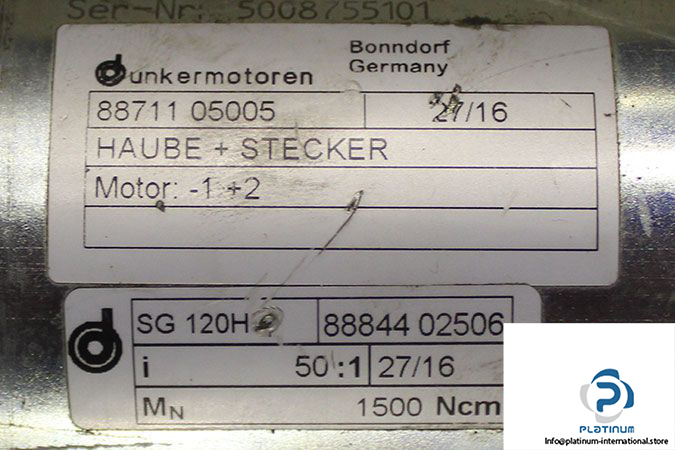 Ser-Nr: 5008755101
dunkermotoren
Bonndorf
Germany
88711 05005 27/16
HAUBE + STECKER
Motor: -1 +2
d
SG 120H 88844 02506
i 50:1 27/16
MN 1500 Ncm
P
PLATINUM
Info@platinum-international.store